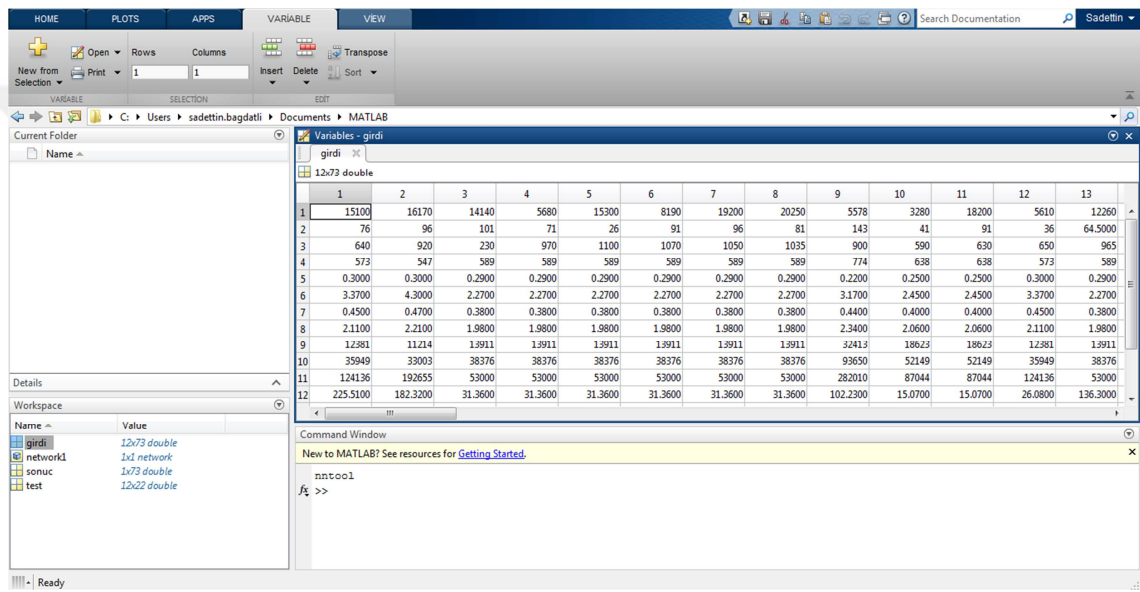 HOME PLOTS APPS VARİABLE VİEW Search Documentation Sadettin
New from Selection Open Print Rows 1 Columns 1 Insert Delete Transpose Sort
VARİABLE SELECTİON EDİT
C: Users sadettin.bagdatli Documents MATLAB
Current Folder
Name
Variables - girdi
girdi
12x73 double
1 2 3 4 5 6 7 8 9 10 11 12 13
1 15100 16170 14140 5680 15300 8190 19200 20250 5578 3280 18200 5610 12260
2 76 96 101 71 26 91 96 81 143 41 91 36 64.5000
3 640 920 230 970 1100 1070 1050 1035 900 590 630 650 965
4 573 547 589 589 589 589 589 589 774 638 638 573 589
5 0.3000 0.3000 0.2900 0.2900 0.2900 0.2900 0.2900 0.2900 0.2200 0.2500 0.2500 0.3000 0.2900
6 3.3700 4.3000 2.2700 2.2700 2.2700 2.2700 2.2700 2.2700 3.1700 2.4500 2.4500 3.3700 2.2700
7 0.4500 0.4700 0.3800 0.3800 0.3800 0.3800 0.3800 0.3800 0.4400 0.4000 0.4000 0.4500 0.3800
8 2.1100 2.2100 1.9800 1.9800 1.9800 1.9800 1.9800 1.9800 2.3400 2.0600 2.0600 2.1100 1.9800
9 12381 11214 13911 13911 13911 13911 13911 13911 32413 18623 18623 12381 13911
10 35949 33003 38376 38376 38376 38376 38376 38376 93650 52149 52149 35949 38376
11 124136 192655 53000 53000 53000 53000 53000 53000 282010 87044 87044 124136 53000
12 225.5100 182.3200 31.3600 31.3600 31.3600 31.3600 31.3600 31.3600 102.2300 15.0700 15.0700 26.0800 136.3000
Details
Workspace
Name Value
girdi 12x73 double
network1 1x1 network
sonuc 1x73 double
test 12x22 double
Command Window
New to MATLAB? See resources for Getting Started.
nntool
fx >>
Ready